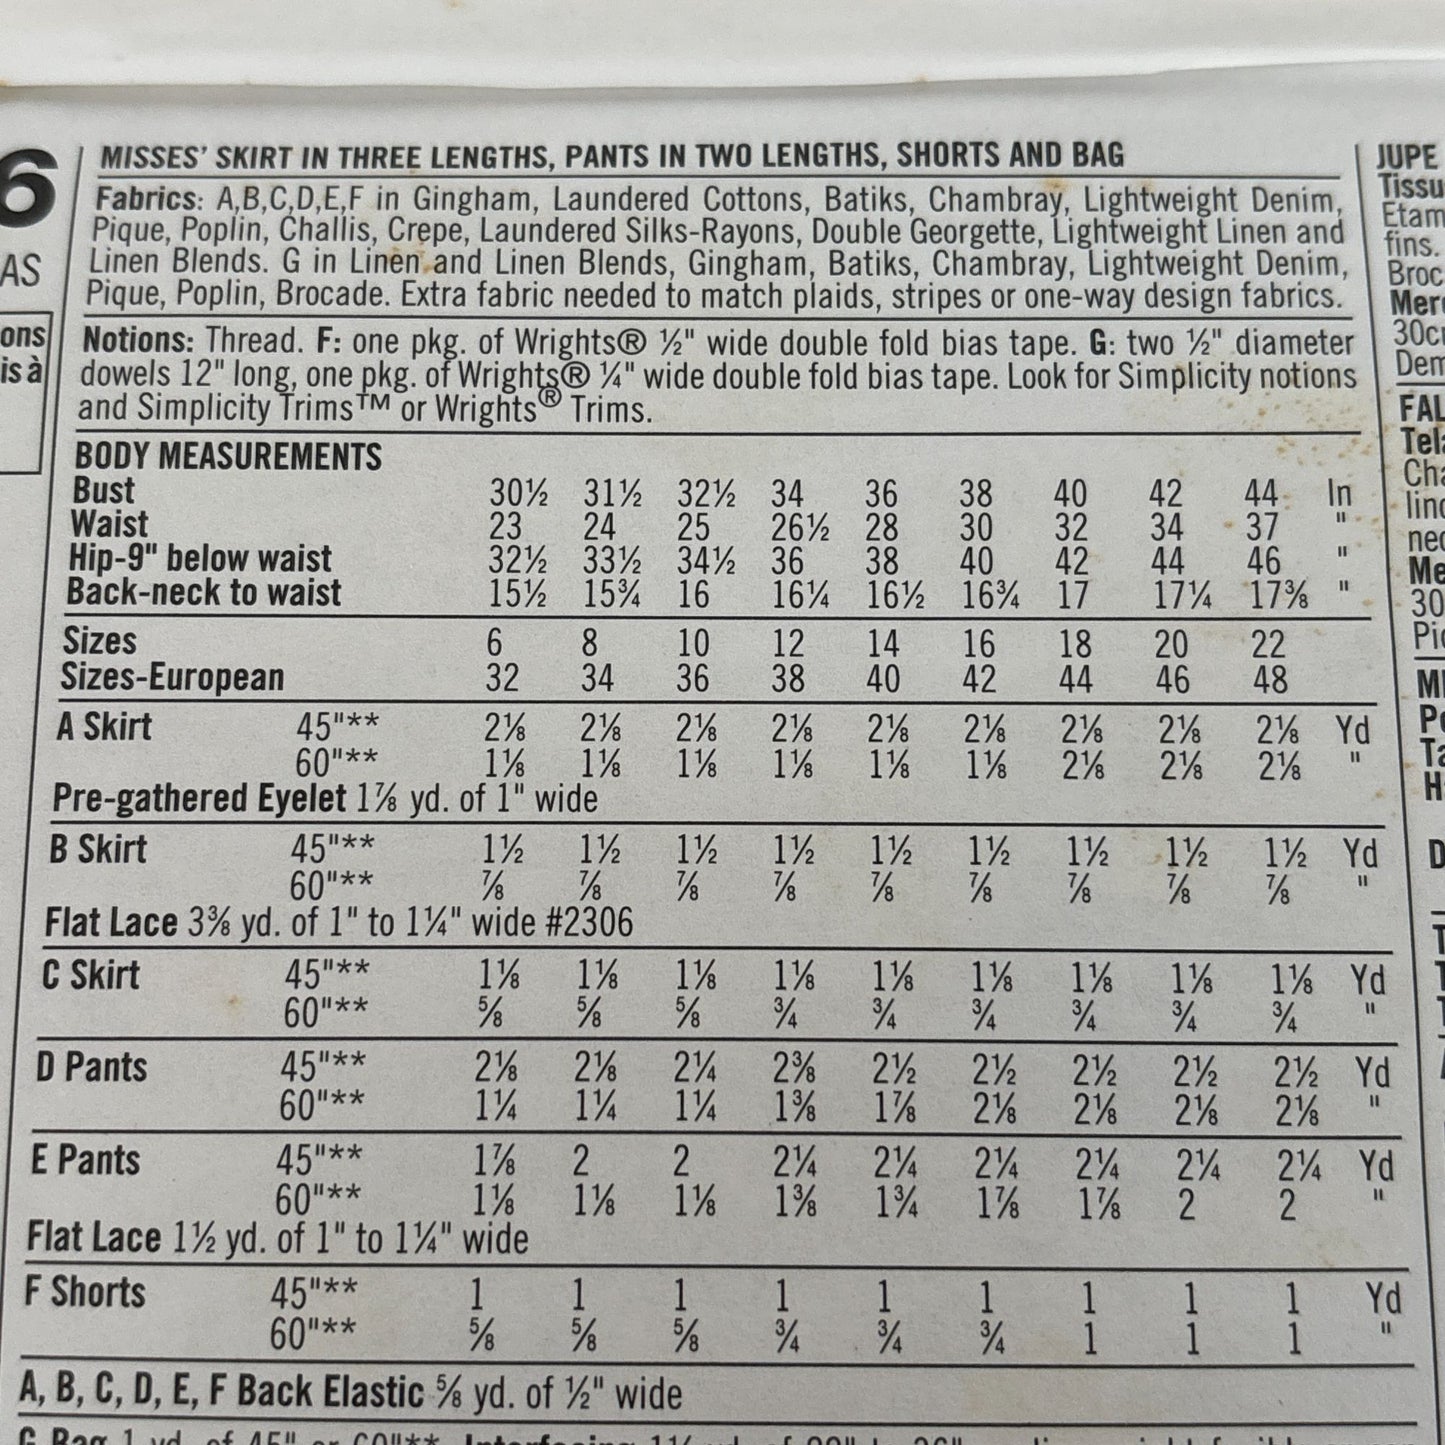 6
AS
ons
is à
MISSES' SKIRT IN THREE LENGTHS, PANTS IN TWO LENGTHS, SHORTS AND BAG
Fabrics: A,B,C,D,E,F in Gingham, Laundered Cottons, Batiks, Chambray, Lightweight Denim,
Pique, Poplin, Challis, Crepe, Laundered Silks-Rayons, Double Georgette, Lightweight Linen and
Linen Blends. G in Linen and Linen Blends, Gingham, Batiks, Chambray, Lightweight Denim,
Pique, Poplin, Brocade. Extra fabric needed to match plaids, stripes or one-way design fabrics.
Notions: Thread. F: one pkg. of Wrights® ½" wide double fold bias tape. G: two ½" diameter
dowels 12" long, one pkg. of Wrights® ¼" wide double fold bias tape. Look for Simplicity notions
and Simplicity Trims™ or Wrights® Trims.
BODY MEASUREMENTS
Bust 30½ 31½ 32½ 34 36 38 40 42 44 In
Waist 23 24 25 26½ 28 30 32 34 37 "
Hip-9" below waist 32½ 33½ 34½ 36 38 40 42 44 46 "
Back-neck to waist 15½ 15¾ 16 16¼ 16½ 16¾ 17 17¼ 17⅜ "
Sizes 6 8 10 12 14 16 18 20 22
Sizes-European 32 34 36 38 40 42 44 46 48
A Skirt 45"** 2⅛ 2⅛ 2⅛ 2⅛ 2⅛ 2⅛ 2⅛ 2⅛ 2⅛ Yd
60"** 1⅛ 1⅛ 1⅛ 1⅛ 1⅛ 1⅛ 2⅛ 2⅛ 2⅛ "
Pre-gathered Eyelet 1⅞ yd. of 1" wide
B Skirt 45"** 1½ 1½ 1½ 1½ 1½ 1½ 1½ 1½ 1½ Yd
60"** ⅞ ⅞ ⅞ ⅞ ⅞ ⅞ ⅞ ⅞ ⅞ "
Flat Lace 3⅜ yd. of 1" to 1¼" wide #2306
C Skirt 45"** 1⅛ 1⅛ 1⅛ 1⅛ 1⅛ 1⅛ 1⅛ 1⅛ 1⅛ Yd
60"** ⅝ ⅝ ⅝ ¾ ¾ ¾ ¾ ¾ ¾ "
D Pants 45"** 2⅛ 2⅛ 2¼ 2⅜ 2½ 2½ 2½ 2½ 2½ Yd
60"** 1¼ 1¼ 1¼ 1⅜ 1⅞ 2⅛ 2⅛ 2⅛ 2⅛ "
E Pants 45"** 1⅞ 2 2 2¼ 2¼ 2¼ 2¼ 2¼ 2¼ Yd
60"** 1⅛ 1⅛ 1⅛ 1⅜ 1¾ 1⅞ 1⅞ 2 2 "
Flat Lace 1½ yd. of 1" to 1¼" wide
F Shorts 45"** 1 1 1 1 1 1 1 1 1 Yd
60"** ⅝ ⅝ ⅝ ¾ ¾ ¾ 1 1 1 "
A, B, C, D, E, F Back Elastic ⅝ yd. of ½" wide
G Bag 1 yd. of 45" or 60"** Interfacing
JUPE
Tissu
Etam
fins.
Broc
Mer
30c
Dem
FAL
Tela
Cha
lino
neo
Me
30
Pic